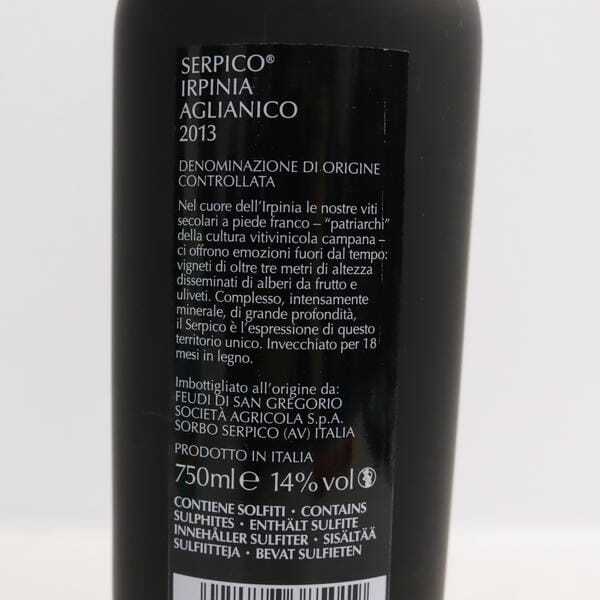 SERPICO®
IRPINIA
AGLIANICO
2013
DENOMINAZIONE DI ORIGINE
CONTROLLATA
Nel cuore dell'Irpinia le nostre viti
secolari a piede franco – “patriarchi”
della cultura vitivinicola campana –
ci offrono emozioni fuori dal tempo:
vigneti di oltre tre metri di altezza
disseminati di alberi da frutto e
uliveti. Complesso, intensamente
minerale, di grande profondità,
il Serpico è l'espressione di questo
territorio unico. Invecchiato per 18
mesi in legno.
Imbottigliato all'origine da:
FEUDI DI SAN GREGORIO
SOCIETÀ AGRICOLA S.p.A.
SORBO SERPICO (AV) ITALIA
PRODOTTO IN ITALIA
750ml e 14% vol
CONTIENE SOLFITI · CONTAINS
SULPHITES · ENTHÄLT SULFITE
INNEHÅLLER SULFITER · SISÄLTÄÄ
SULFIITTEJA · BEVAT SULFIETEN